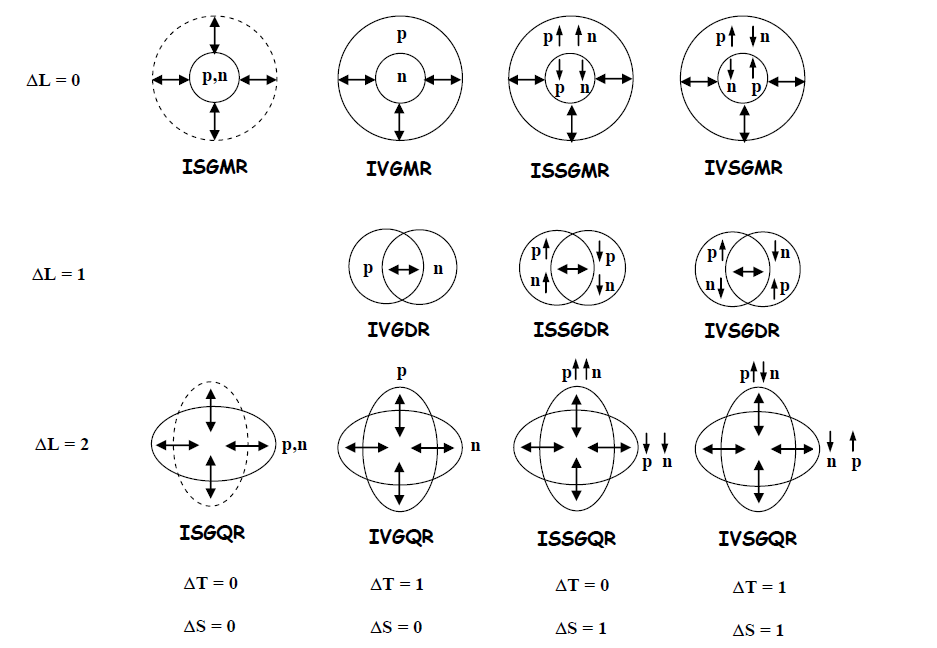 p p↑ ↑n p↑ ↓n
ΔL = 0 p,n n ↓ ↓ ↓ ↑
p n n p
ISGMR IVGMR ISSGMR IVSGMR
p↑ ↓p p↑ ↓n
ΔL = 1 p n n↑ ↓n n↓ ↑p
IVGDR ISSGDR IVSGDR
p p↑↑n p↑↓n
ΔL = 2 p,n n ↓ ↓ ↓ ↑
p n n p
ISGQR IVGQR ISSGQR IVSGQR
ΔT = 0 ΔT = 1 ΔT = 0 ΔT = 1
ΔS = 0 ΔS = 0 ΔS = 1 ΔS = 1